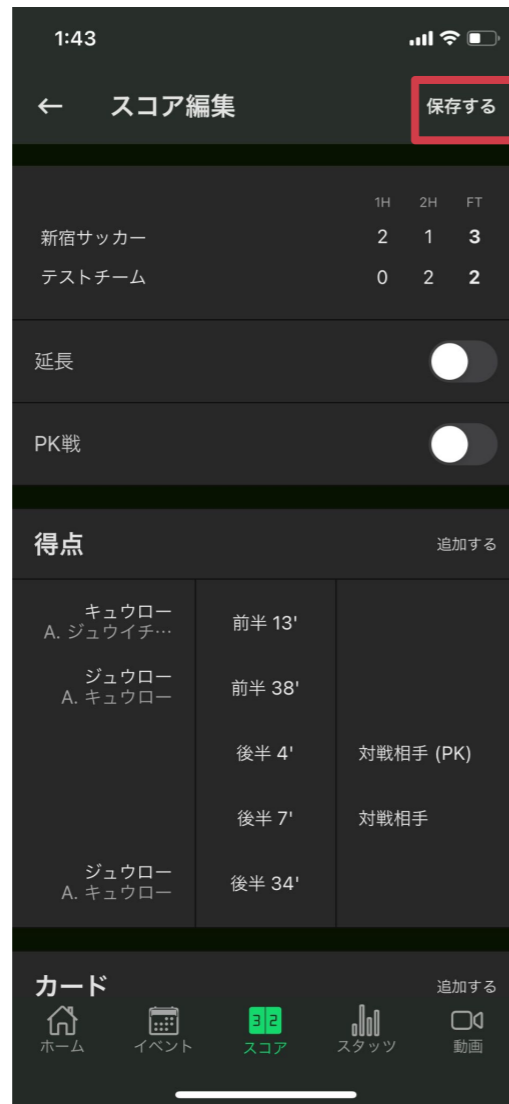 1:43
← スコア編集 保存する
1H 2H FT
新宿サッカー 2 1 3
テストチーム 0 2 2
延長
PK戦
得点 追加する
キュウロー
A. ジュウイチ… 前半 13'
ジュウロー
A. キュウロー 前半 38'
後半 4' 対戦相手 (PK)
後半 7' 対戦相手
ジュウロー
A. キュウロー 後半 34'
カード 追加する
32
ホーム イベント スコア スタッツ 動画